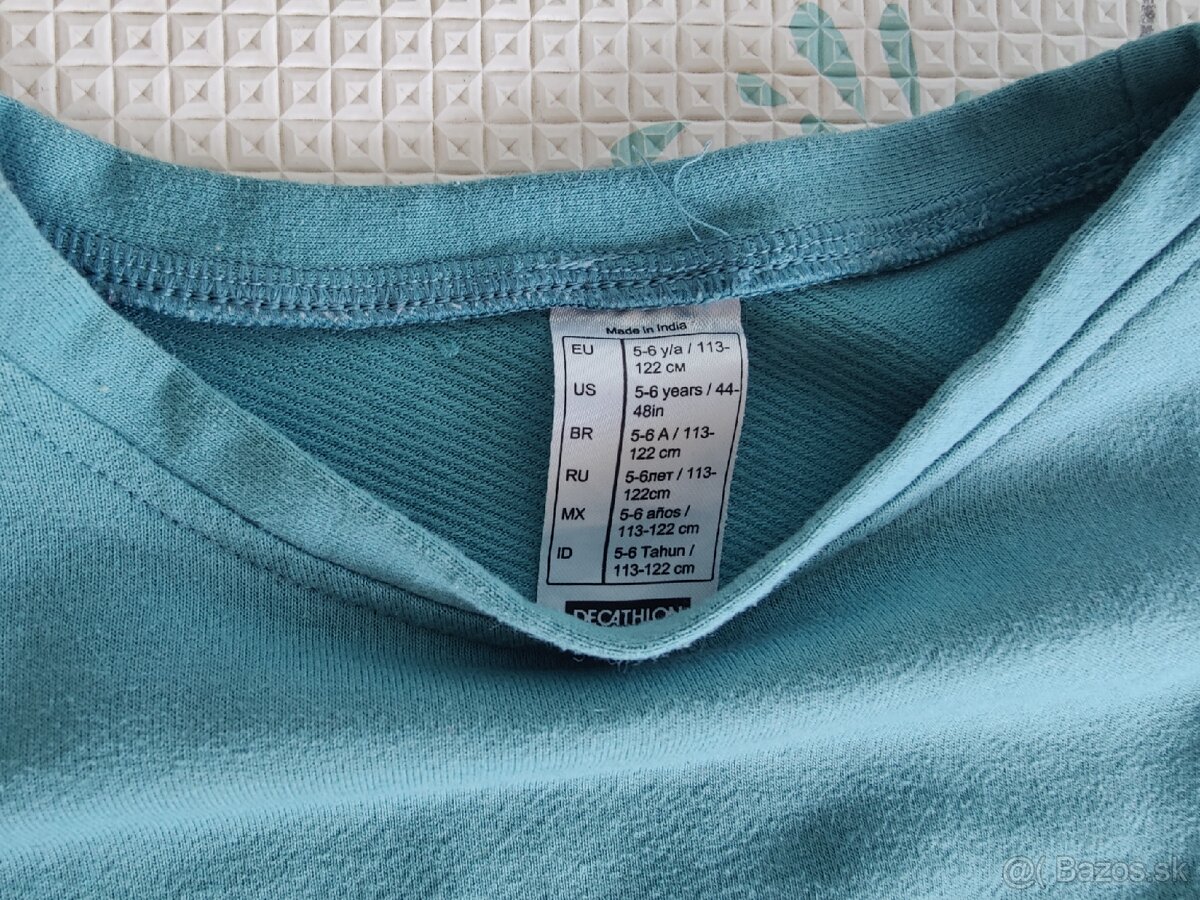 Made in India
EU 5-6 y/a / 113-
122 см
US 5-6 years / 44-
48in
BR 5-6 A / 113-
122 cm
RU 5-6лет / 113-
122cm
MX 5-6 años /
113-122 cm
ID 5-6 Tahun /
113-122 cm
DECATHLON
@( Bazos.sk